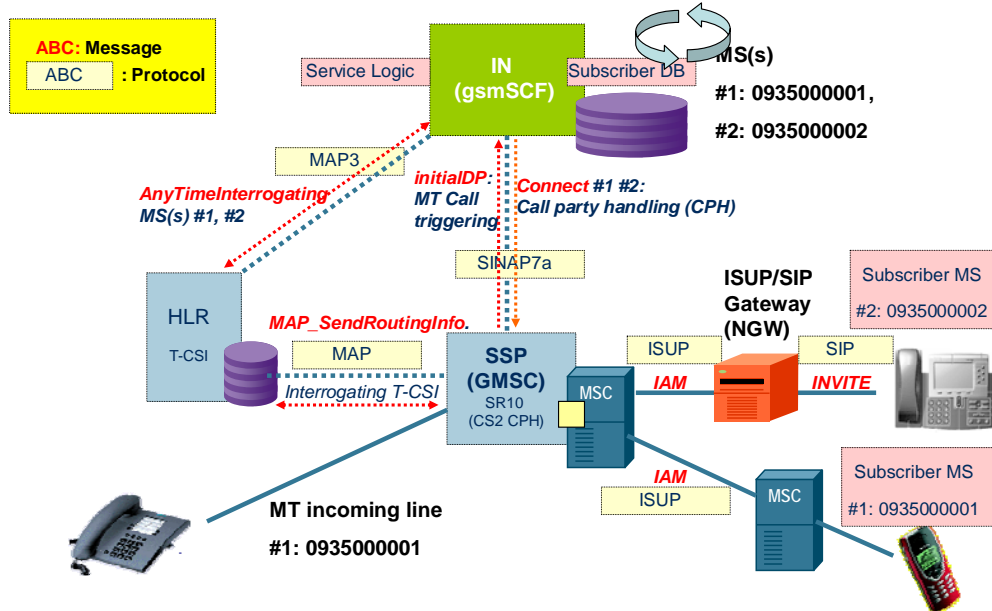 ABC: Message
ABC : Protocol
Service Logic
IN
(gsmSCF)
Subscriber DB
MS(s)
#1: 0935000001,
#2: 0935000002
MAP3
AnyTimeInterrogating
MS(s) #1, #2
initialDP:
MT Call
triggering
Connect #1 #2:
Call party handling (CPH)
SINAP7a
HLR
T-CSI
MAP_SendRoutingInfo.
MAP
Interrogating T-CSI
SSP
(GMSC)
SR10
(CS2 CPH)
MSC
ISUP
IAM
ISUP/SIP
Gateway
(NGW)
SIP
INVITE
Subscriber MS
#2: 0935000002
IAM
ISUP
MSC
Subscriber MS
#1: 0935000001
MT incoming line
#1: 0935000001